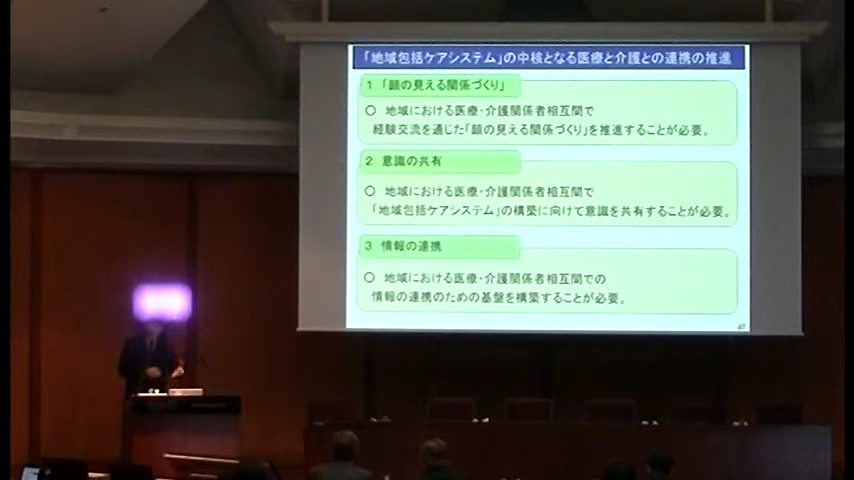 「地域包括ケアシステム」の中核となる医療と介護との連携の推進
1 「顔の見える関係づくり」
○ 地域における医療・介護関係者相互間で
経験交流を通じた「顔の見える関係づくり」を推進することが必要。
2 意識の共有
○ 地域における医療・介護関係者相互間で
「地域包括ケアシステム」の構築に向けて意識を共有することが必要。
3 情報の連携
○ 地域における医療・介護関係者相互間での
情報の連携のための基盤を構築することが必要。
47